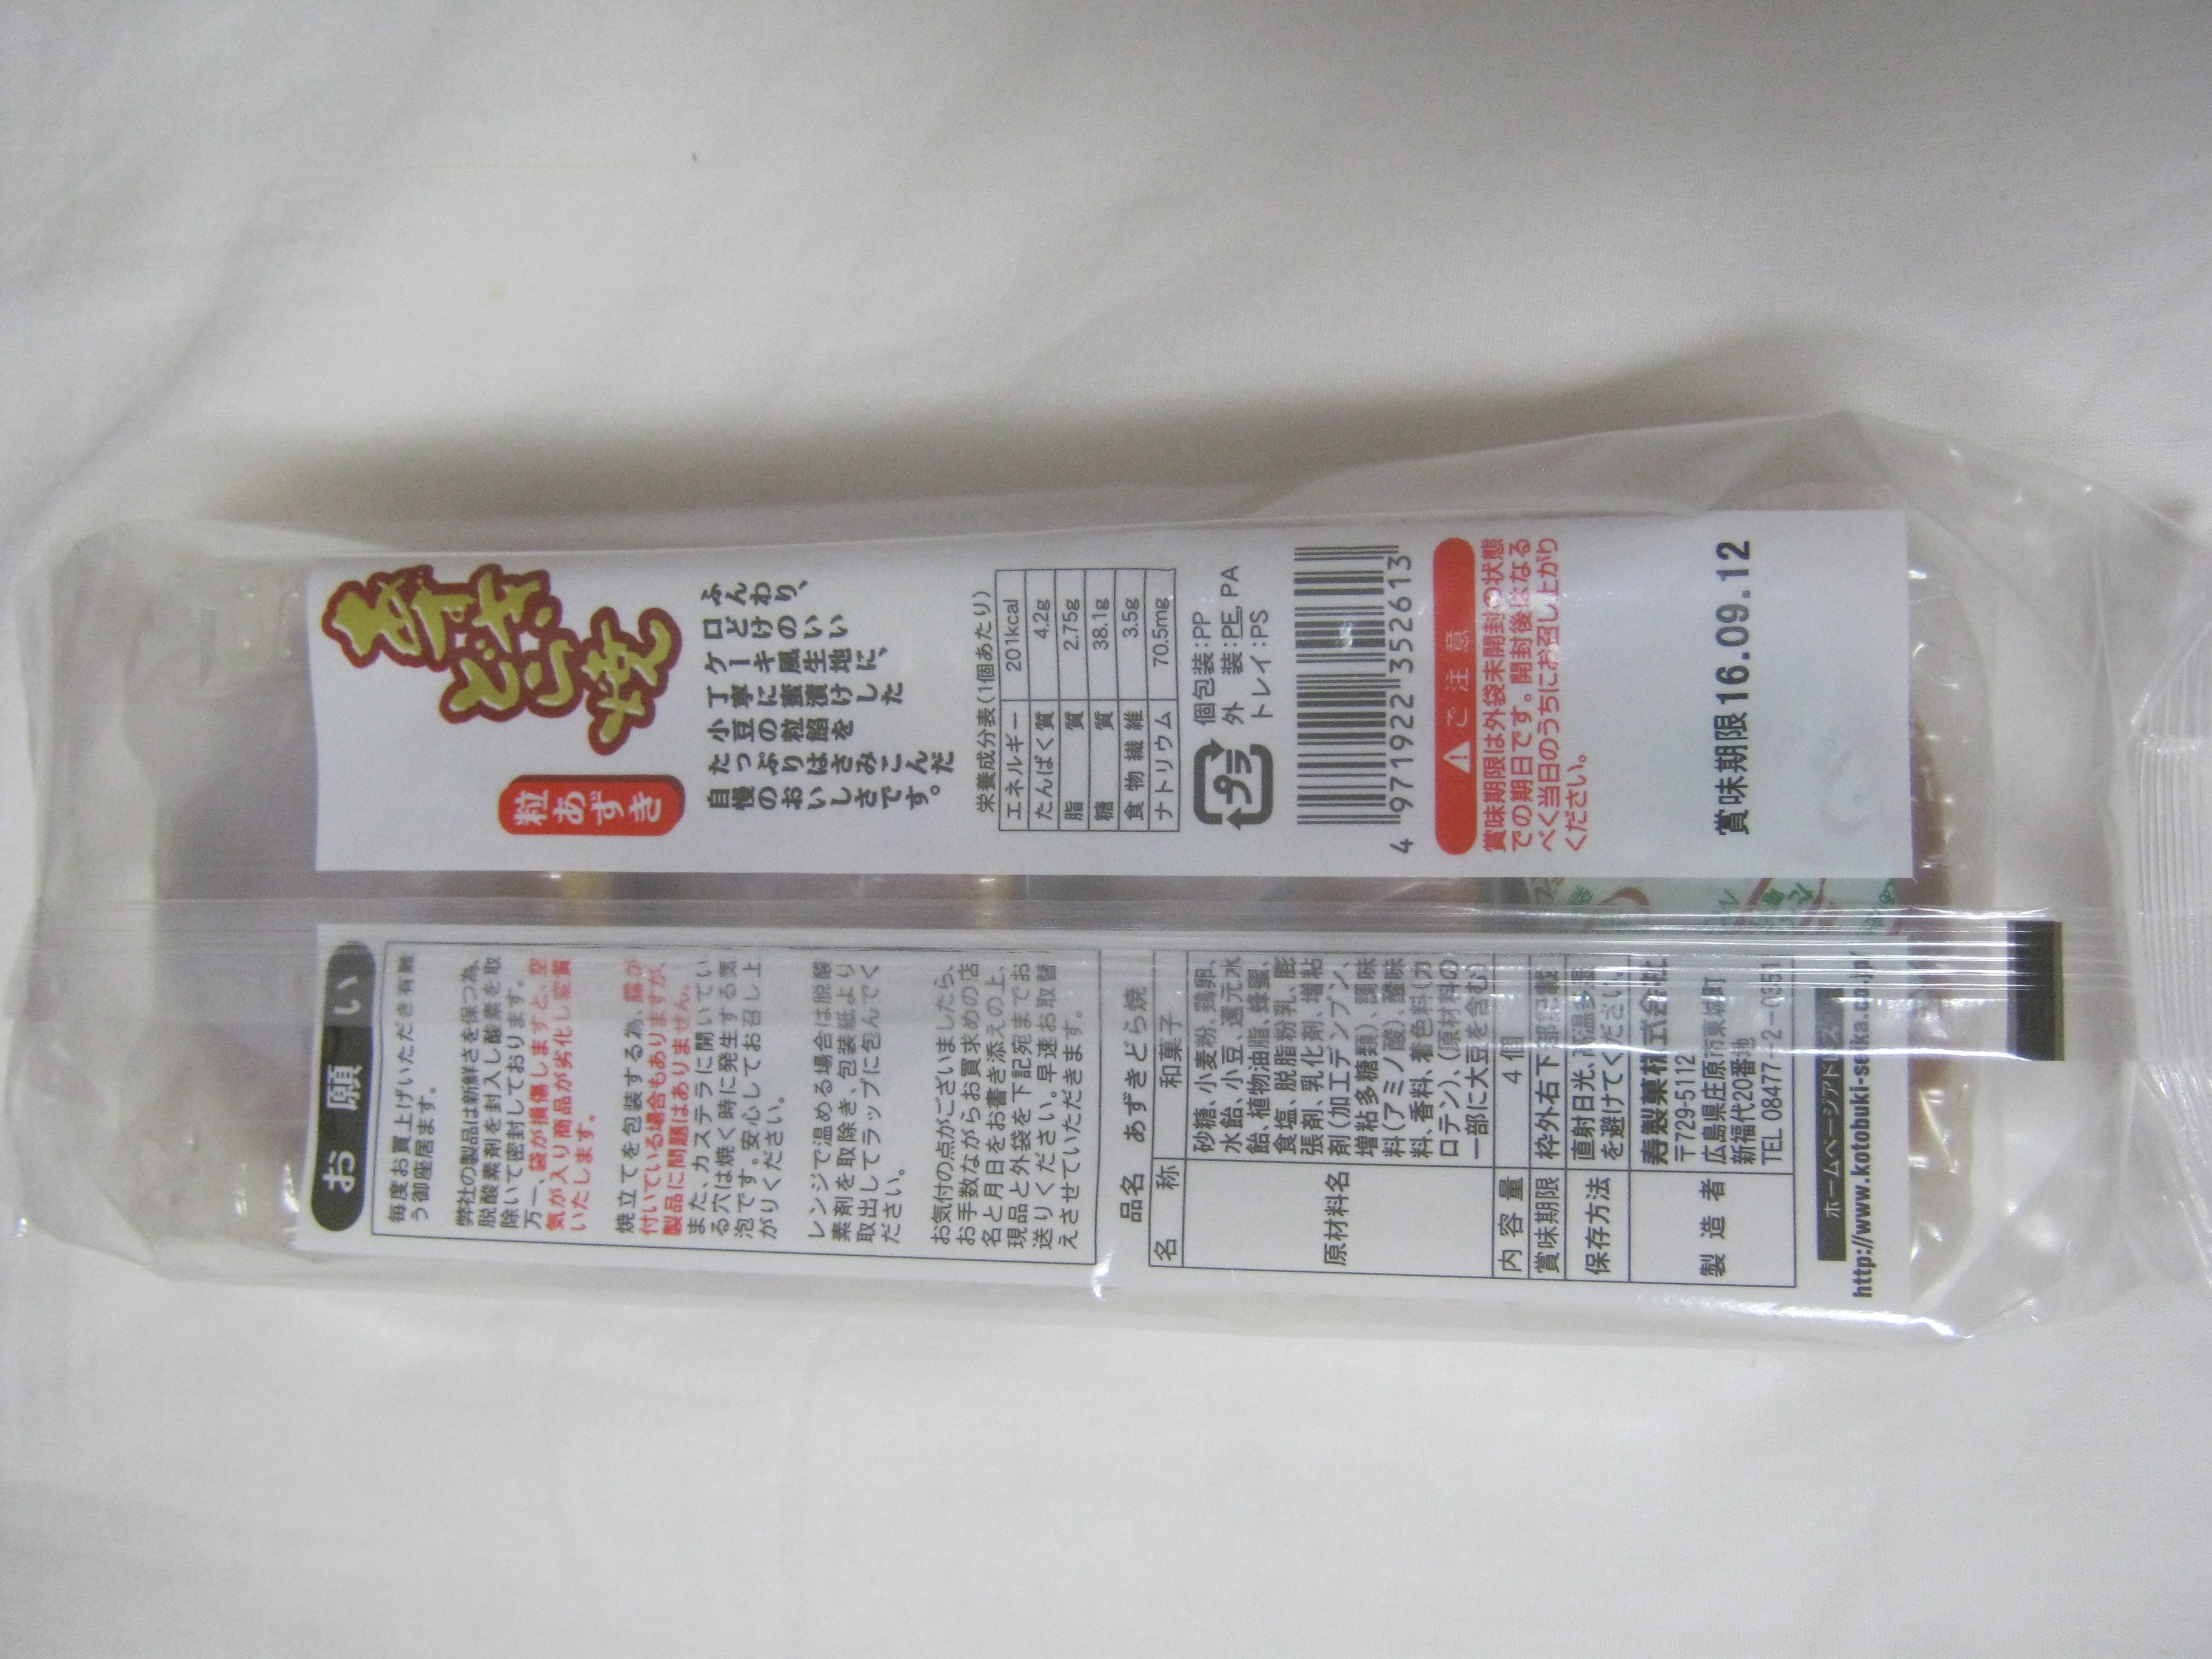 お願い
毎度お買上げいただき有難
う御座居ます。
弊社の製品は新鮮さを保つ為、
脱酸素剤を封入し酸素を取
除いて密封しております。
万一、袋が損傷しますと、空
気が入り商品が劣化し変質
いたします。
焼立てを包装する為、露が
付いている場合もありますが、
製品に問題はありません。
また、カステラに開いてい
る穴は焼く時に発生する気
泡です。安心してお召し上
がりください。
レンジで温める場合は脱酸
素剤を取除き、包装紙より
取出してラップに包んでく
ださい。
お気付の点がございましたら、
お手数ながらお買求めの店
名と月日をお書き添えの上、
現品と外袋を下記宛までお
送りください。早速お取替
えさせていただきます。
品名 あずきどら焼
名称 和菓子
原材料名 砂糖、小麦粉、鶏卵、
水飴、小豆、還元水
飴、植物油脂、蜂蜜、
食塩、脱脂粉乳、膨
張剤、乳化剤、増粘
剤(加工デンプン、
増粘多糖類)、調味
料(アミノ酸)、酸味
料、香料、着色料(カ
ロテン)、(原材料の
一部に大豆を含む)
内容量 4個
賞味期限 枠外右下部記載
保存方法 直射日光、高温多湿
を避けてください。
製造者 寿製菓株式会社
〒729-5112
広島県庄原市東城町
新福代20番地
TEL 08477-2-0351
ホームページアドレス
http://www.kotobuki-seika.co.jp/
あずき
どら
焼
粒あずき
ふんわり、
口どけのいい
ケーキ風生地に、
丁寧に蜜漬けした
小豆の粒餡を
たっぷりはさみこんだ
自慢のおいしさです。
栄養成分表(1個あたり)
エネルギー 201kcal
たんぱく質 4.2g
脂質 2.75g
糖質 38.1g
食物繊維 3.5g
ナトリウム 70.5mg
プラ
個包装:PP
外装:PE, PA
トレイ:PS
4 971922 352613
ご注意
賞味期限は外袋未開封の状態
での期日です。開封後はなる
べく当日のうちにお召し上がり
ください。
賞味期限16.09.12